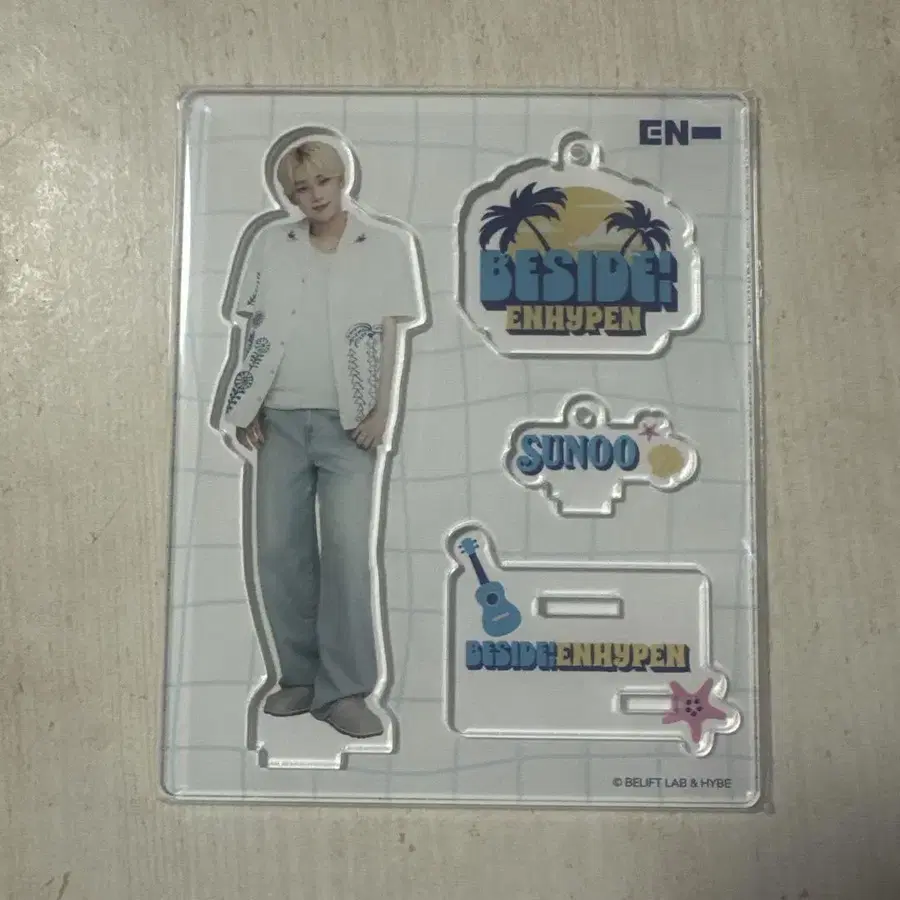 EN-
BESIDE!
ENHYPEN
SUNOO
BESIDE!ENHYPEN
© BELIFT LAB & HYBE